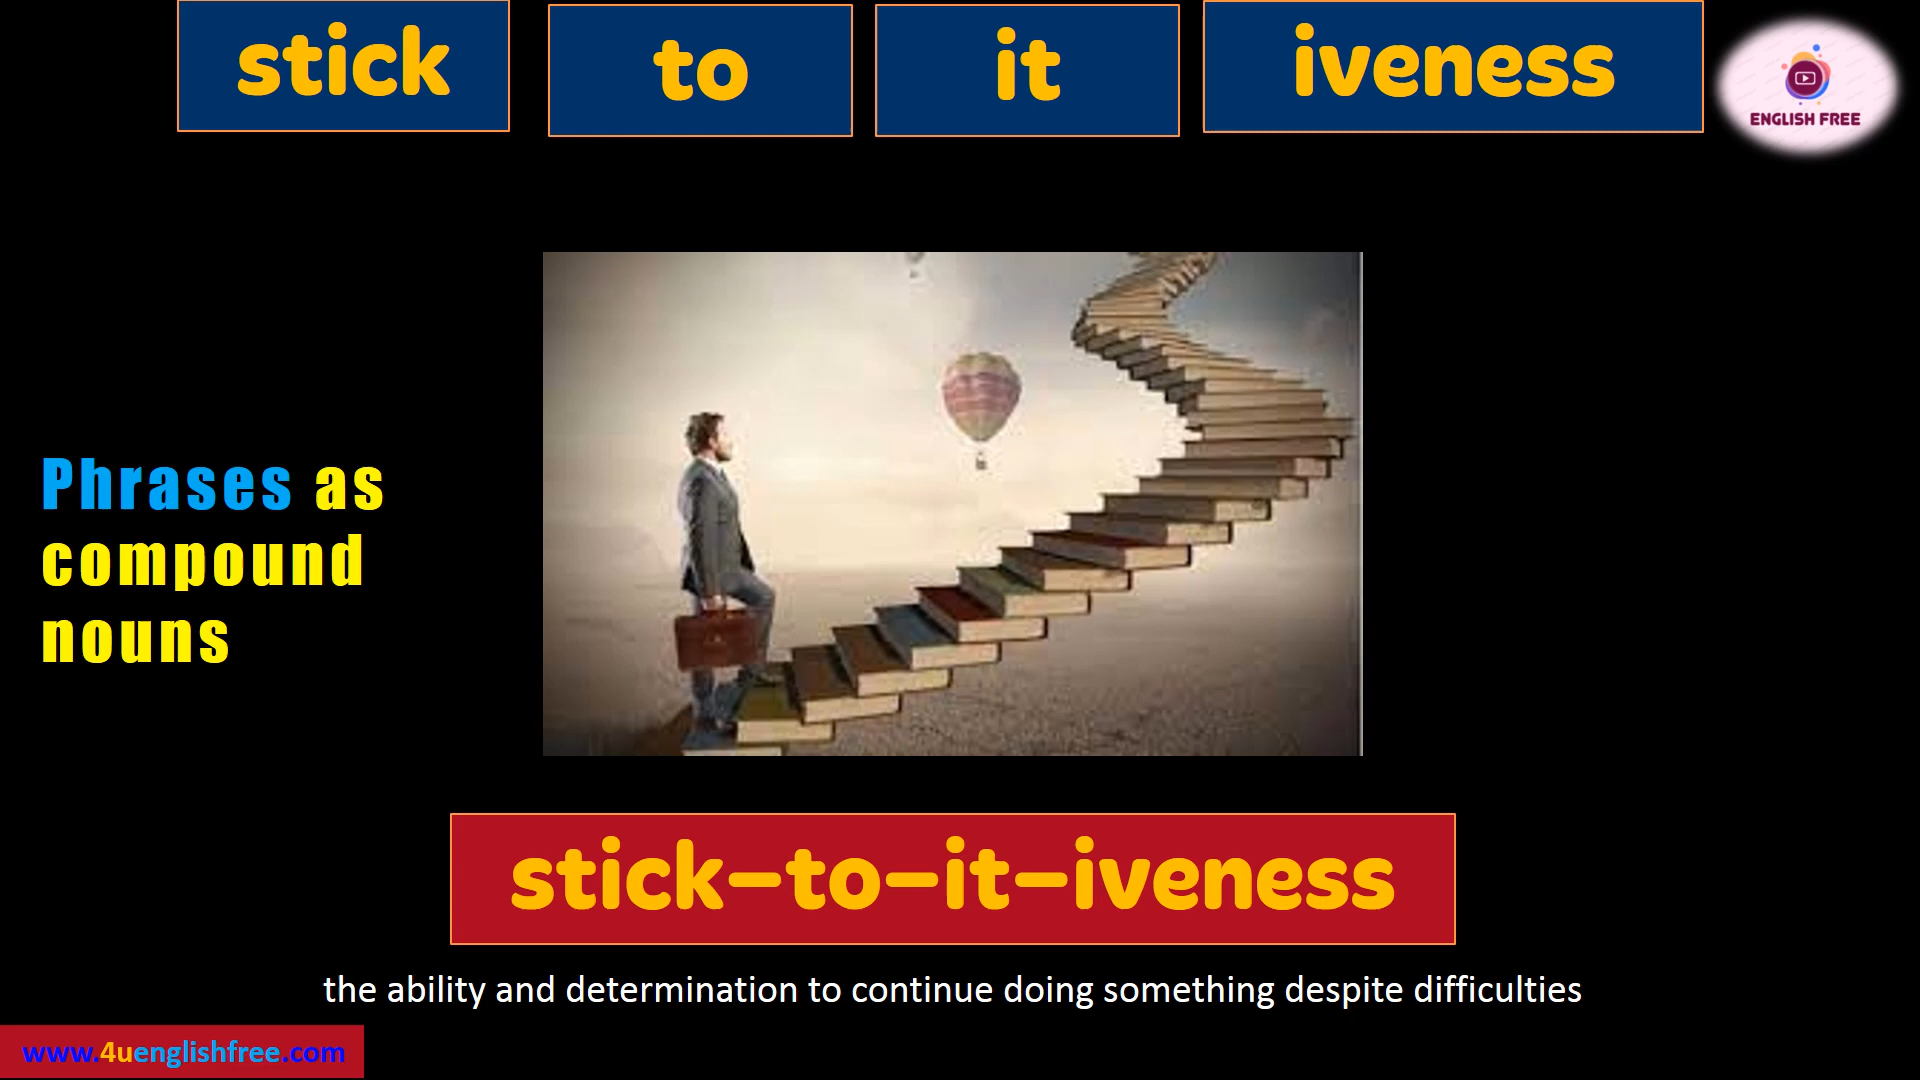 stick to it iveness
ENGLISH FREE
Phrases as
compound
nouns
stick-to-it-iveness
the ability and determination to continue doing something despite difficulties
www.4uenglishfree.com